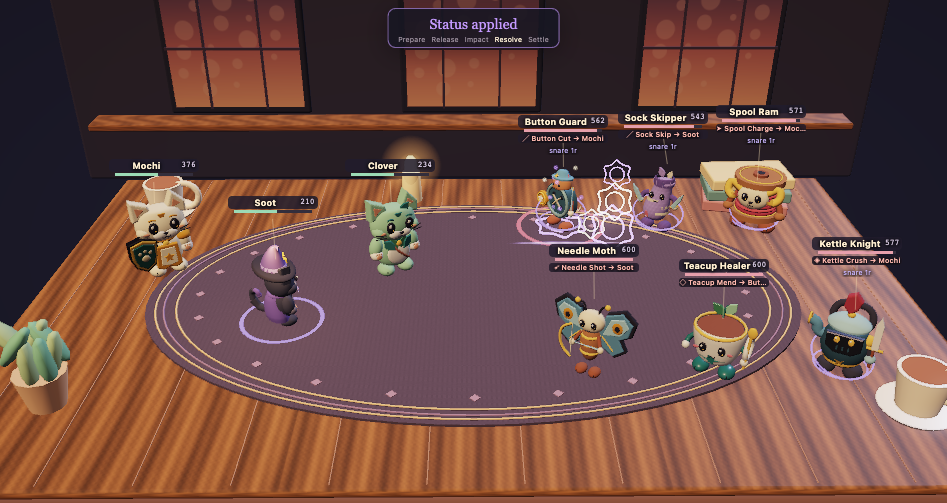 Status applied
Prepare Release Impact Resolve Settle
Spool Ram 571
➤ Spool Charge → Moc...
snare 1r
Button Guard 562
⁄ Button Cut → Mochi
snare 1r
Sock Skipper 543
⁄ Sock Skip → Soot
snare 1r
Mochi 376
Clover 234
Soot 210
Kettle Knight 577
◈ Kettle Crush → Mochi
snare 1r
Needle Moth 600
➶ Needle Shot → Soot
Teacup Healer 600
◇ Teacup Mend → But...